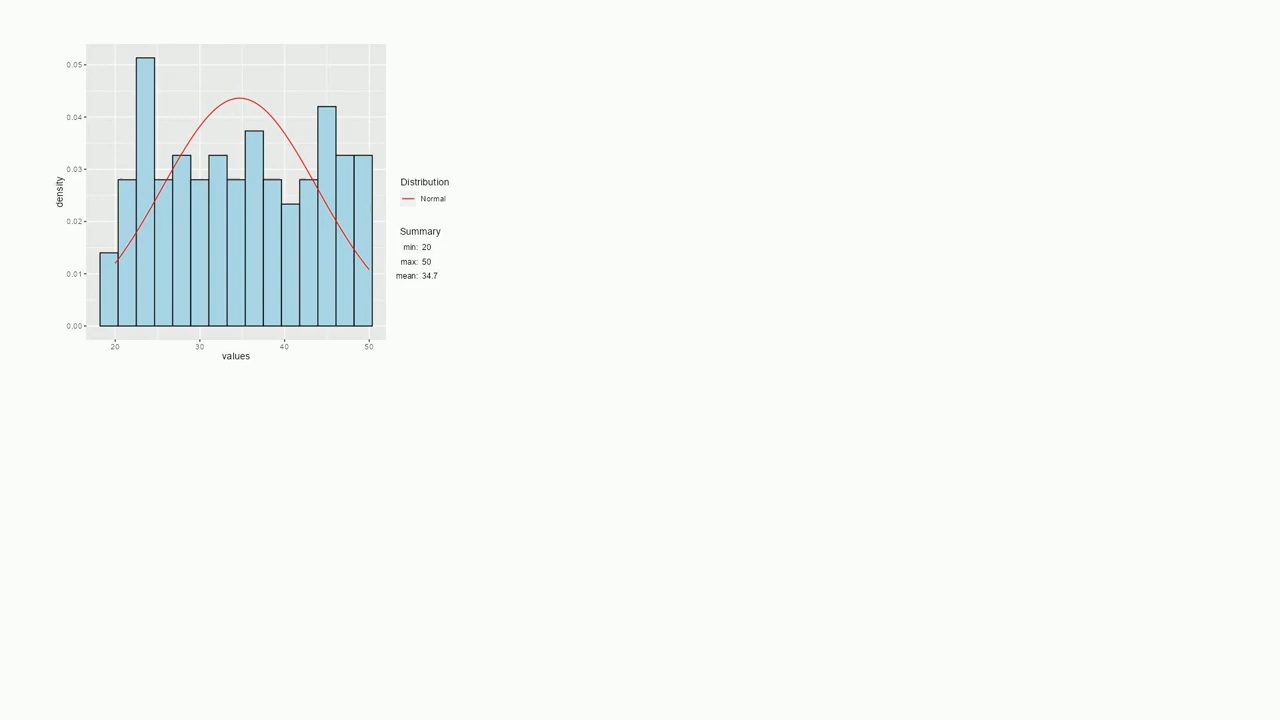 0.05
0.04
0.03
0.02
0.01
0.00
density
20 30 40 50
values
Distribution
Normal
Summary
min: 20
max: 50
mean: 34.7